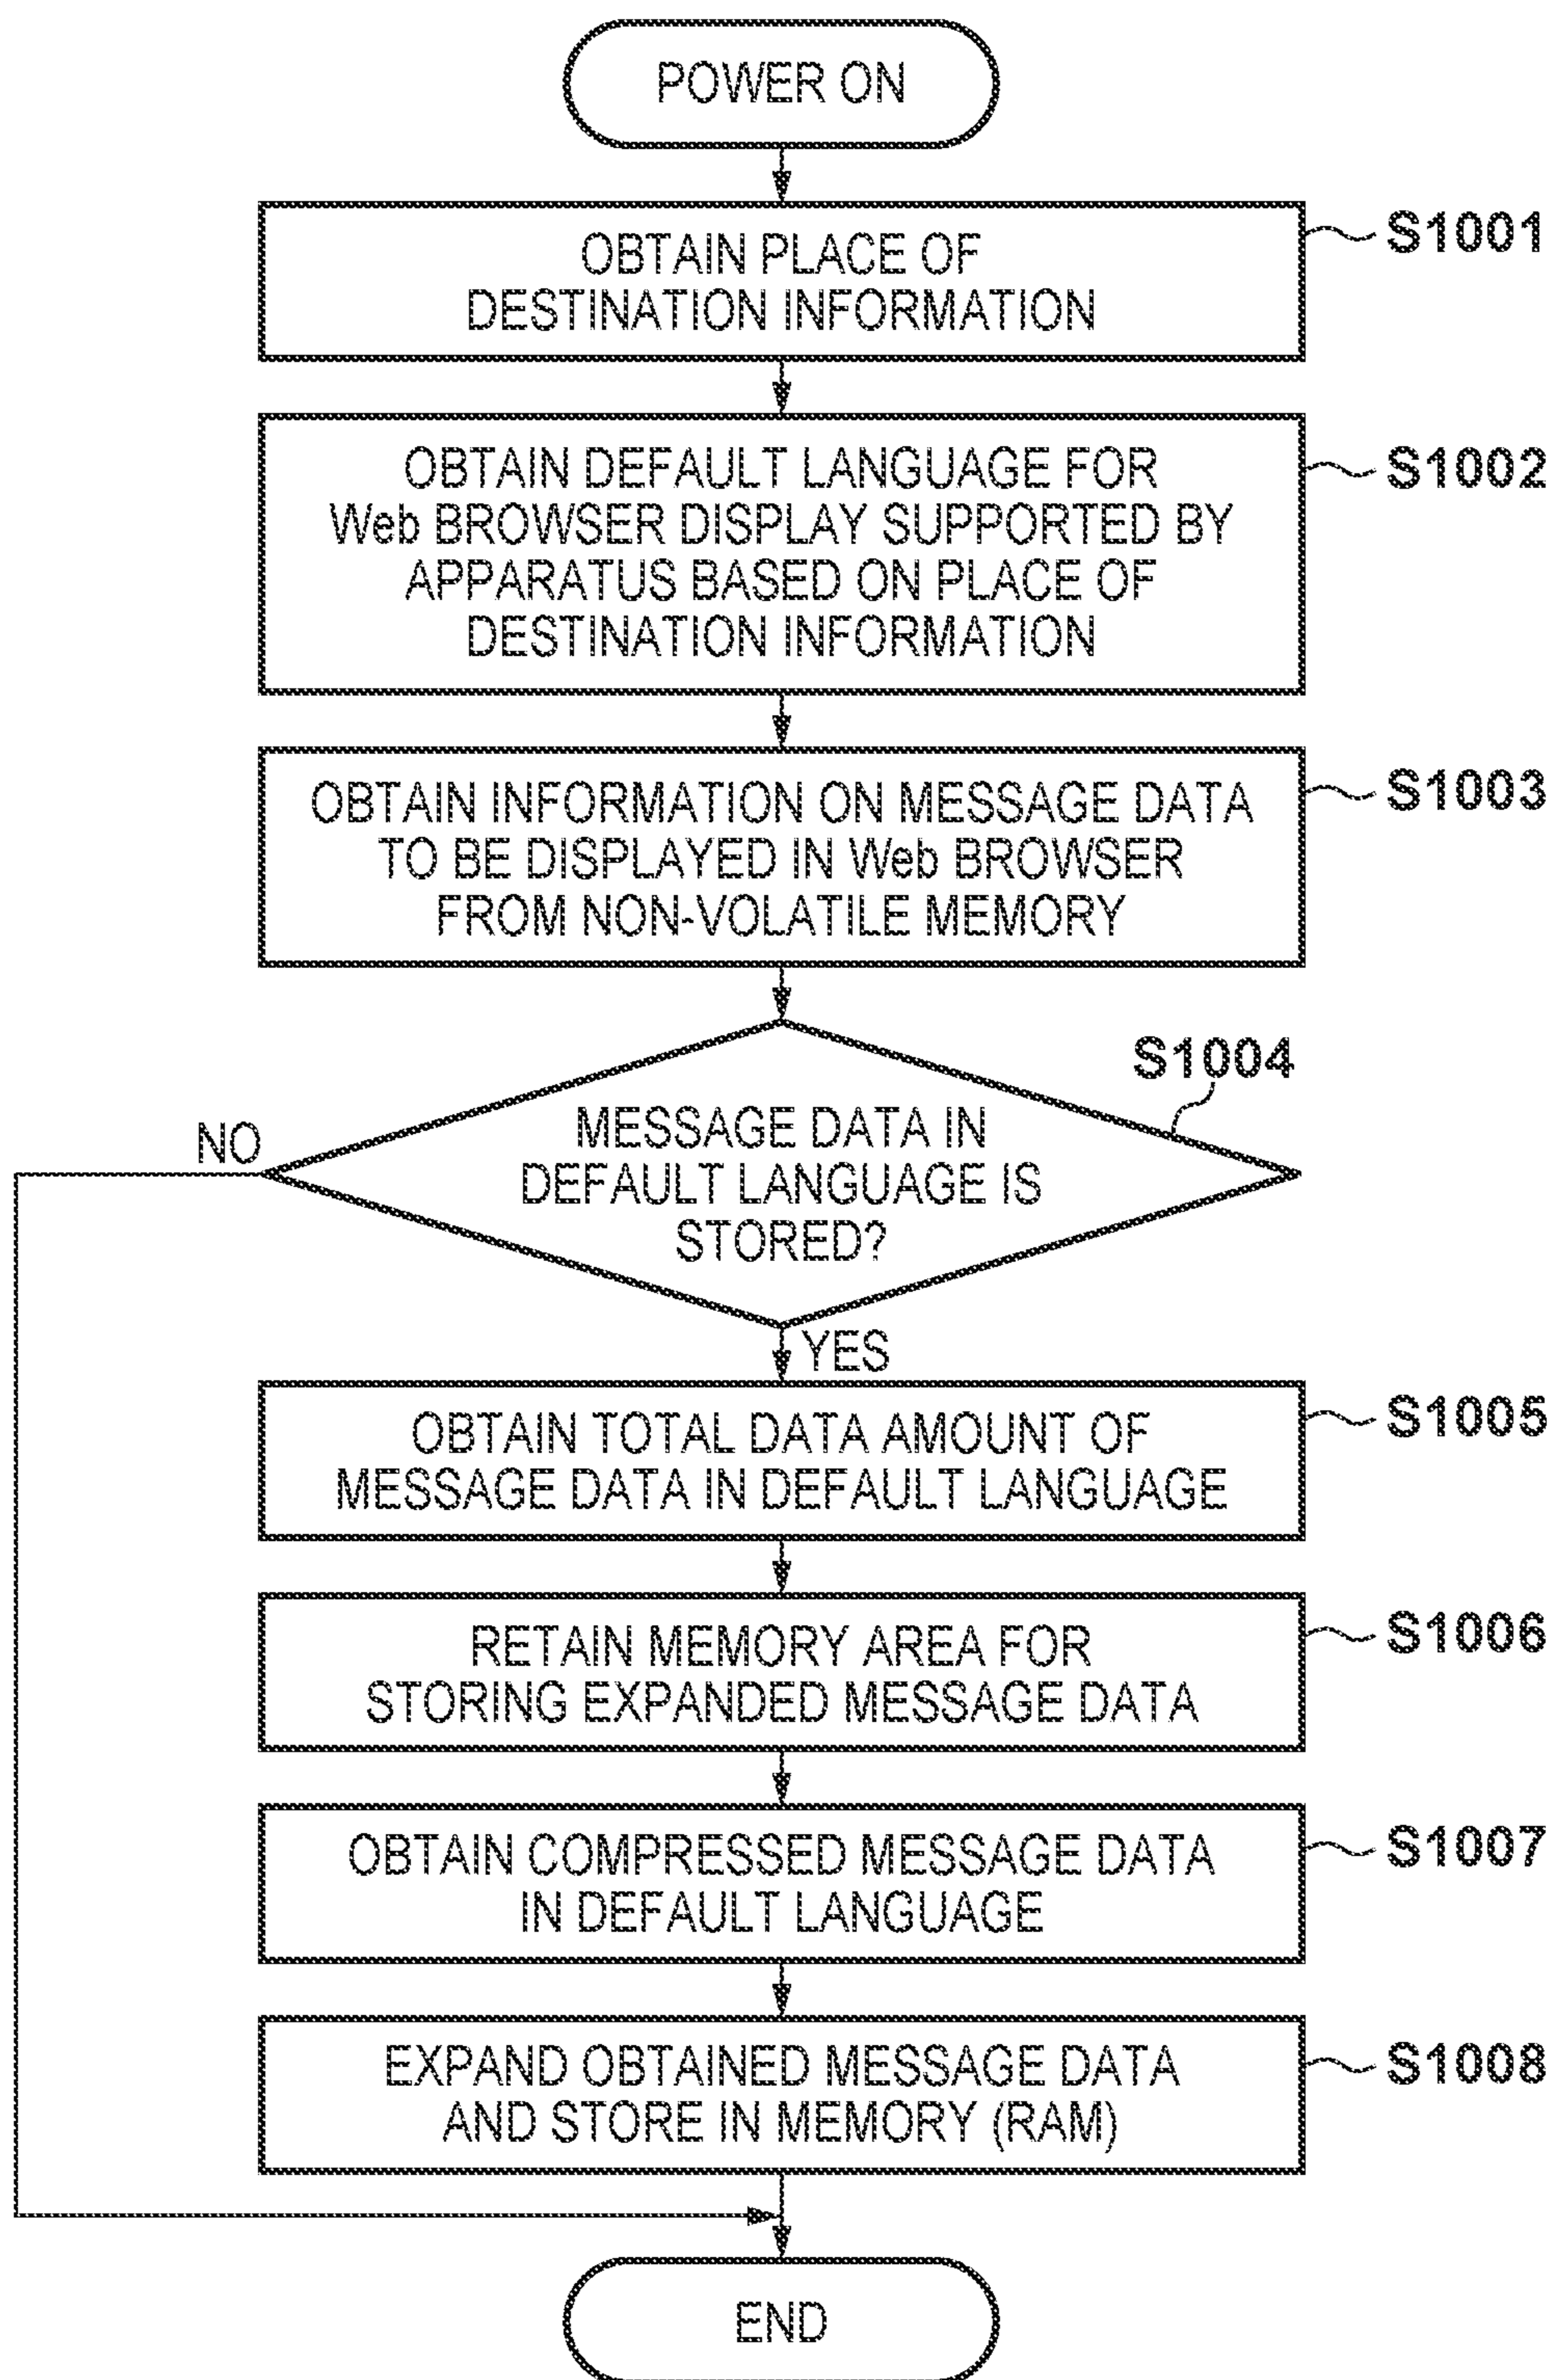 POWER ON
OBTAIN PLACE OF
DESTINATION INFORMATION
S1001
OBTAIN DEFAULT LANGUAGE FOR
Web BROWSER DISPLAY SUPPORTED BY
APPARATUS BASED ON PLACE OF
DESTINATION INFORMATION
S1002
OBTAIN INFORMATION ON MESSAGE DATA
TO BE DISPLAYED IN Web BROWSER
FROM NON-VOLATILE MEMORY
S1003
S1004
MESSAGE DATA IN
DEFAULT LANGUAGE IS
STORED?
NO
YES
OBTAIN TOTAL DATA AMOUNT OF
MESSAGE DATA IN DEFAULT LANGUAGE
S1005
RETAIN MEMORY AREA FOR
STORING EXPANDED MESSAGE DATA
S1006
OBTAIN COMPRESSED MESSAGE DATA
IN DEFAULT LANGUAGE
S1007
EXPAND OBTAINED MESSAGE DATA
AND STORE IN MEMORY (RAM)
S1008
END